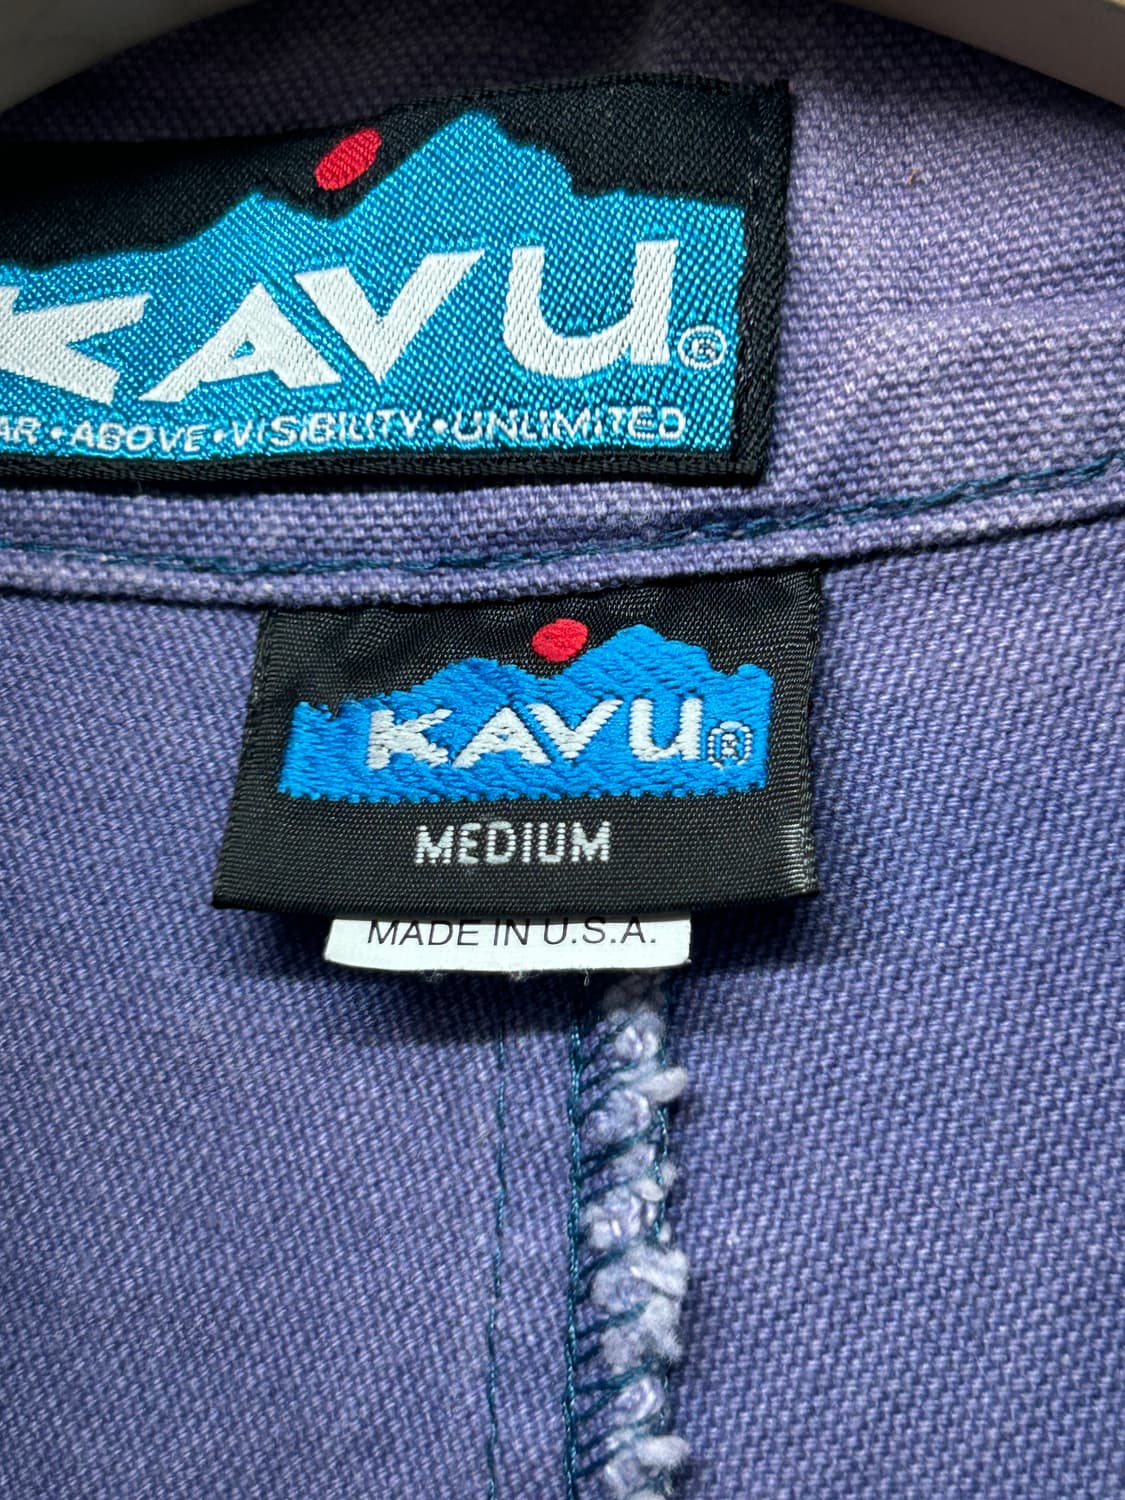 KAVU®
AR • ABOVE • VISIBILITY • UNLIMITED
KAVU®
MEDIUM
MADE IN U.S.A.